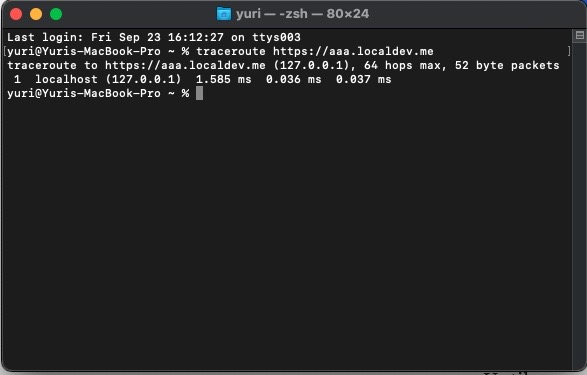 yuri — -zsh — 80×24
Last login: Fri Sep 23 16:12:27 on ttys003
[yuri@Yuris-MacBook-Pro ~ % traceroute https://aaa.localdev.me ]
traceroute to https://aaa.localdev.me (127.0.0.1), 64 hops max, 52 byte packets
 1  localhost (127.0.0.1)  1.585 ms  0.036 ms  0.037 ms
yuri@Yuris-MacBook-Pro ~ %